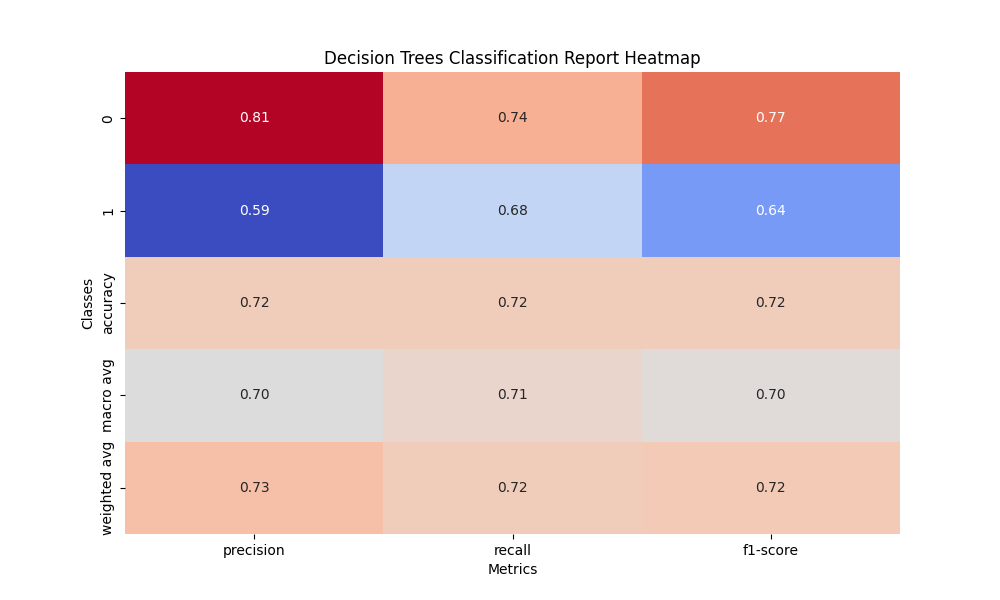 Decision Trees Classification Report Heatmap
0 0.81 0.74 0.77
1 0.59 0.68 0.64
Classes
accuracy 0.72 0.72 0.72
macro avg 0.70 0.71 0.70
weighted avg 0.73 0.72 0.72
precision recall f1-score
Metrics